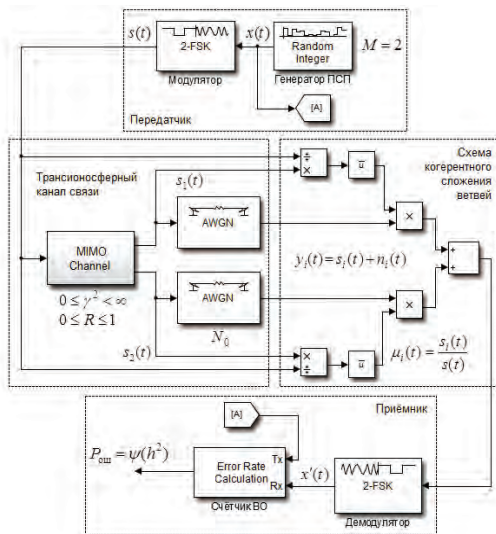 s(t)
2-FSK
Модулятор
x(t)
Random
Integer
Генератор ПСП
M = 2
[A]
Передатчик
Трансионосферный
канал связи
s₁(t)
AWGN
MIMO
Channel
0 ≤ γ² < ∞
0 ≤ R ≤ 1
AWGN
N₀
s₂(t)
÷
×
u
×
Схема
когерентного
сложения
ветвей
yᵢ(t) = sᵢ(t) + nᵢ(t)
+
+
×
×
÷
u
μᵢ(t) = sᵢ(t)/s(t)
[A]
Приёмник
Pош = ψ(h²)
Error Rate
Calculation
Tx
Rx
Счётчик ВО
x′(t)
2-FSK
Демодулятор